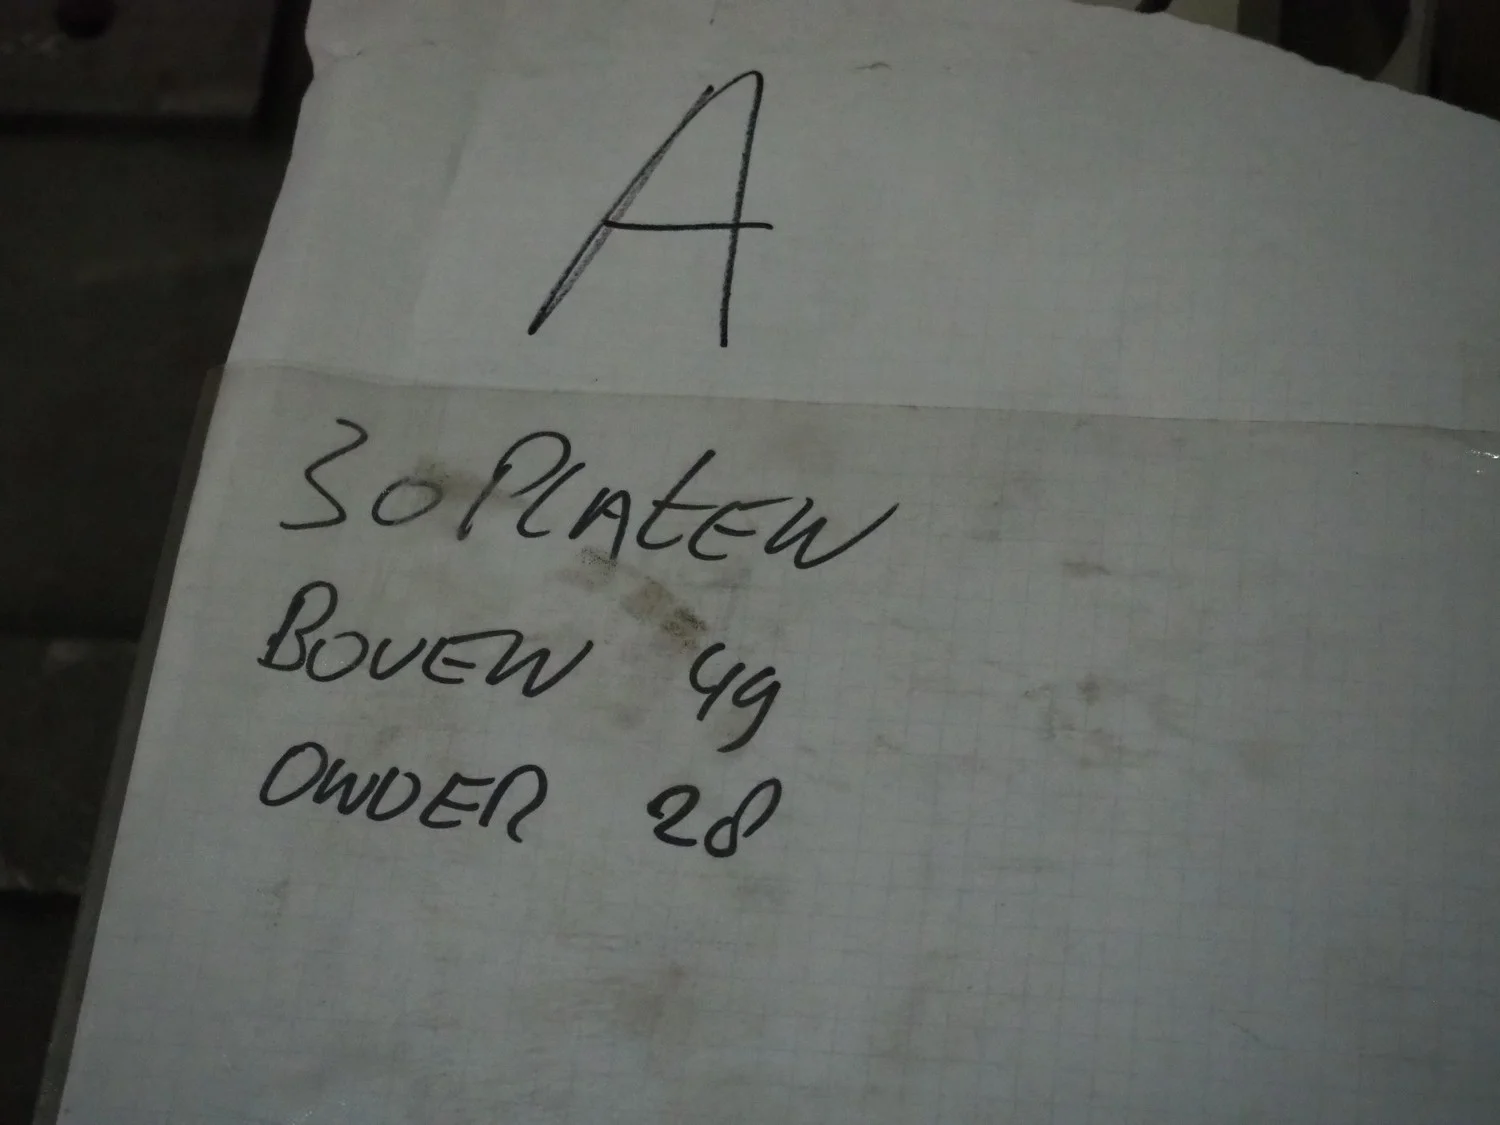 A
30 PLATEN
BOVEN 49
ONDER 28